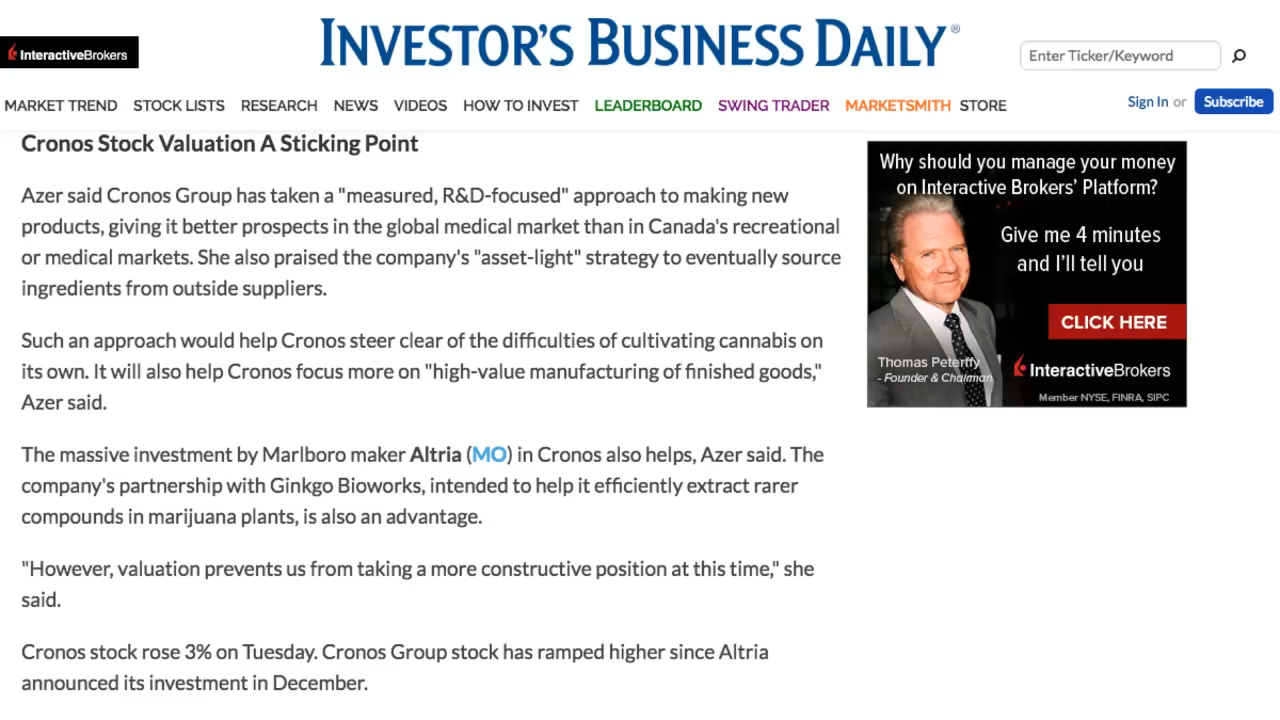 InteractiveBrokers
INVESTOR'S BUSINESS DAILY®
Enter Ticker/Keyword
MARKET TREND STOCK LISTS RESEARCH NEWS VIDEOS HOW TO INVEST LEADERBOARD SWING TRADER MARKETSMITH STORE
Sign In or Subscribe
Cronos Stock Valuation A Sticking Point
Azer said Cronos Group has taken a "measured, R&D-focused" approach to making new
products, giving it better prospects in the global medical market than in Canada's recreational
or medical markets. She also praised the company's "asset-light" strategy to eventually source
ingredients from outside suppliers.
Such an approach would help Cronos steer clear of the difficulties of cultivating cannabis on
its own. It will also help Cronos focus more on "high-value manufacturing of finished goods,"
Azer said.
The massive investment by Marlboro maker Altria (MO) in Cronos also helps, Azer said. The
company's partnership with Ginkgo Bioworks, intended to help it efficiently extract rarer
compounds in marijuana plants, is also an advantage.
"However, valuation prevents us from taking a more constructive position at this time," she
said.
Cronos stock rose 3% on Tuesday. Cronos Group stock has ramped higher since Altria
announced its investment in December.
Why should you manage your money
on Interactive Brokers' Platform?
Give me 4 minutes
and I'll tell you
CLICK HERE
Thomas Peterffy
- Founder & Chairman
InteractiveBrokers
Member NYSE, FINRA, SIPC